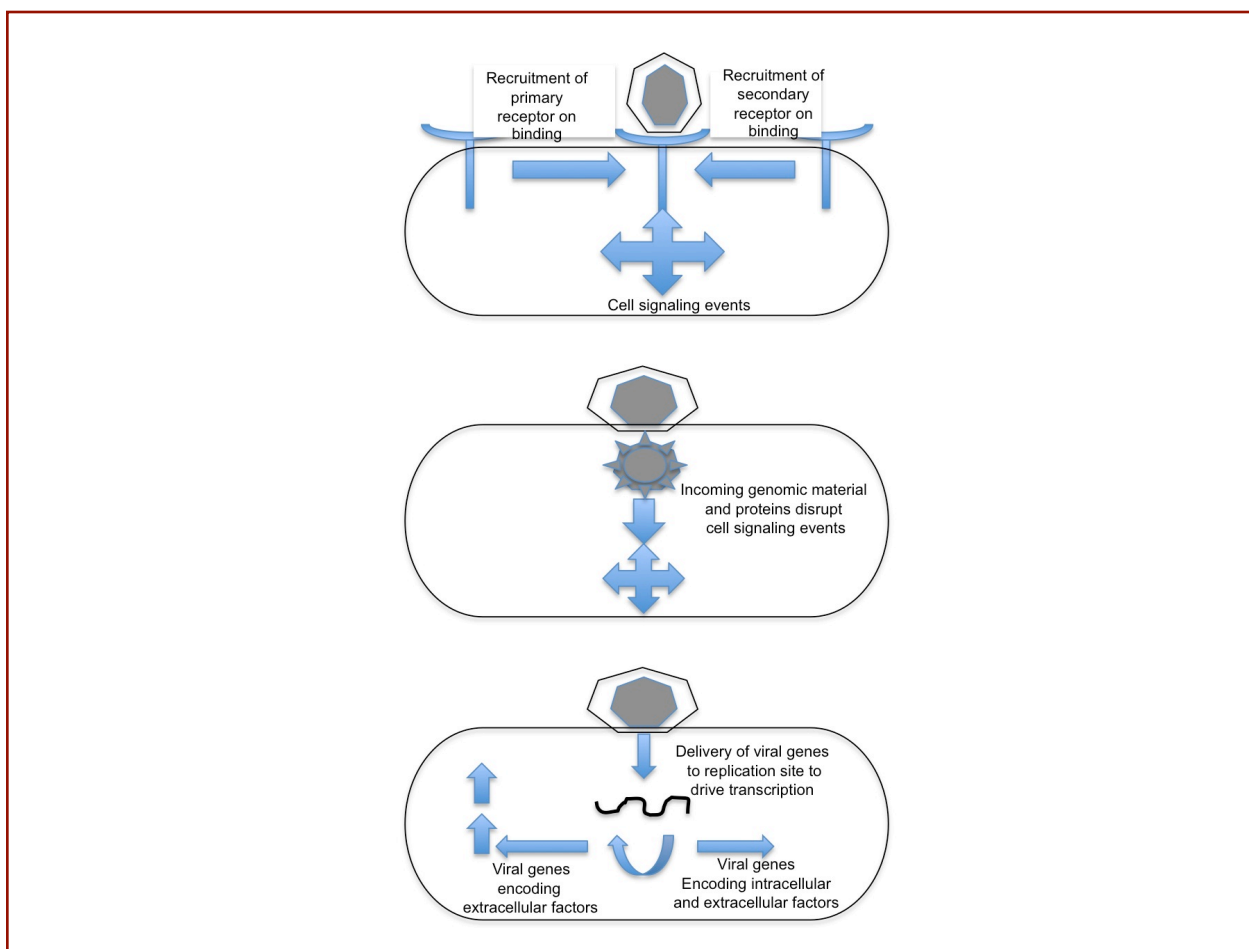 Recruitment of
primary
receptor on
binding
Recruitment of
secondary
receptor on
binding
Cell signaling events
Incoming genomic material
and proteins disrupt
cell signaling events
Delivery of viral genes
to replication site to
drive transcription
Viral genes
encoding
extracellular factors
Viral genes
Encoding intracellular
and extracellular factors